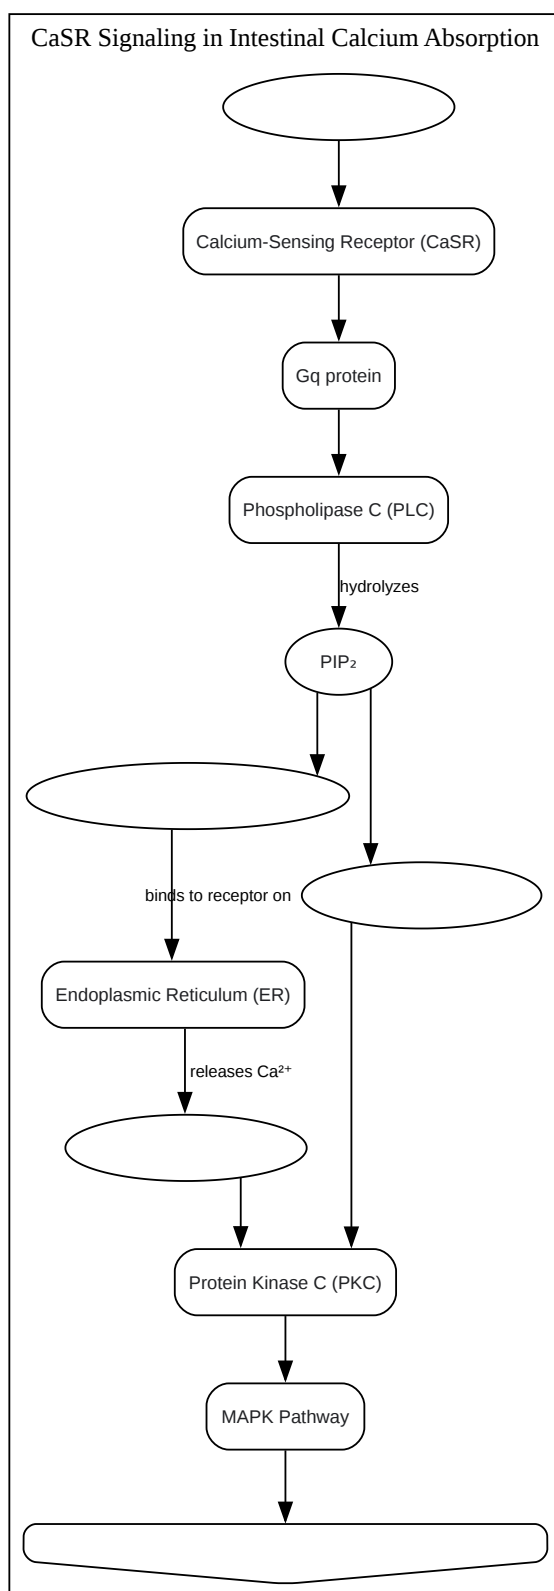 CaSR Signaling in Intestinal Calcium Absorption
Calcium-Sensing Receptor (CaSR)
Gq protein
Phospholipase C (PLC)
hydrolyzes
PIP₂
binds to receptor on
Endoplasmic Reticulum (ER)
releases Ca²⁺
Protein Kinase C (PKC)
MAPK Pathway